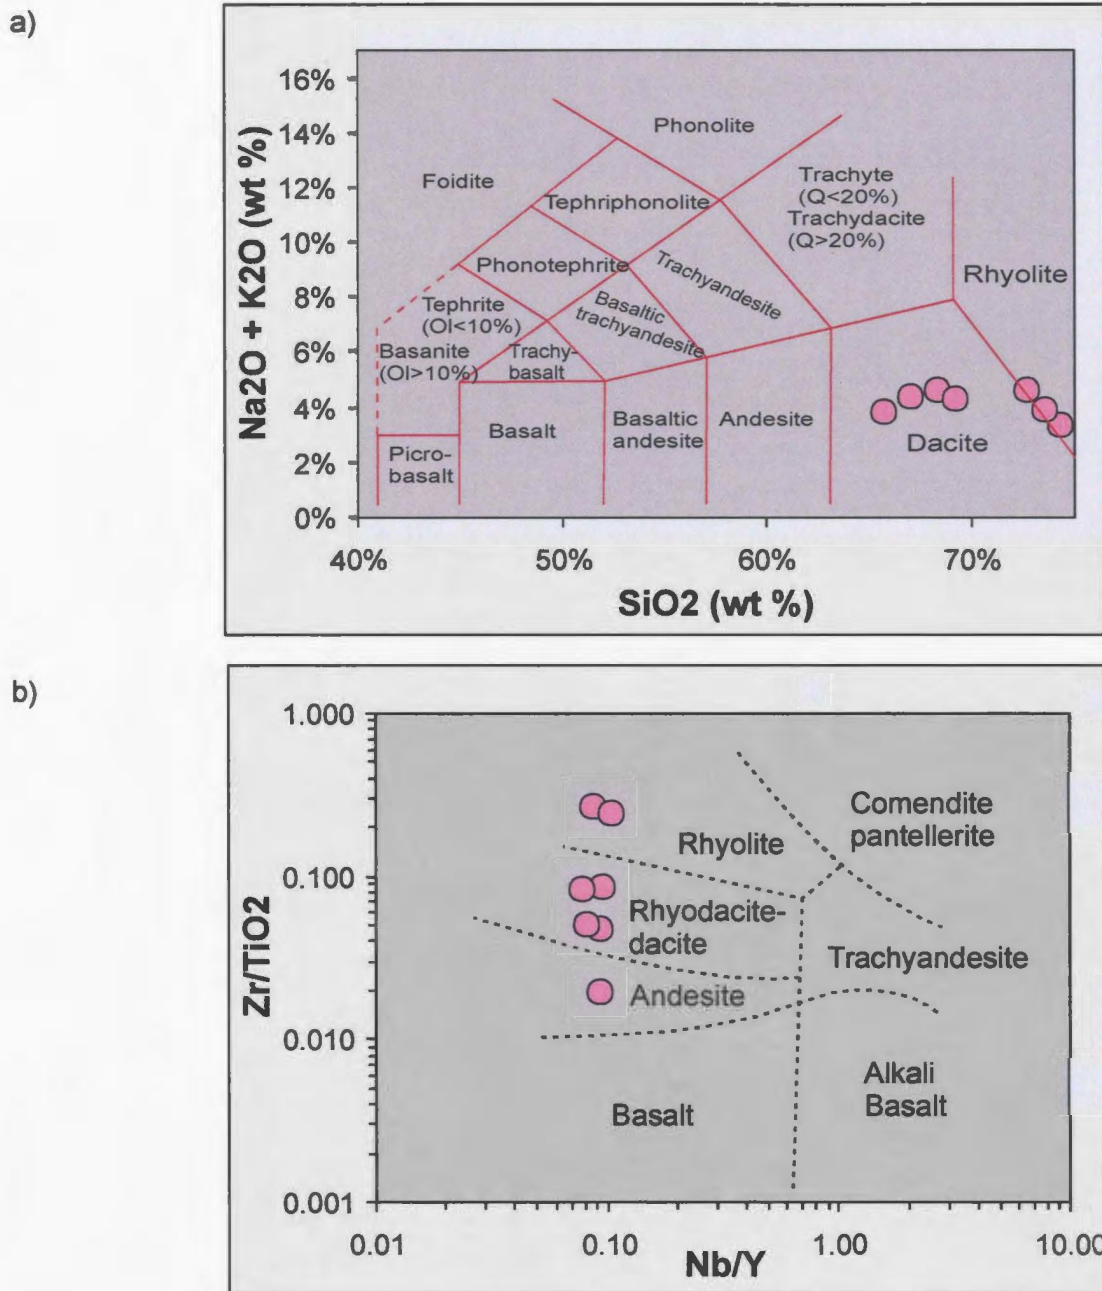 a)
Na2O + K2O (wt %)
16%
14%
12%
10%
8%
6%
4%
2%
0%
Phonolite
Foidite
Trachyte
(Q<20%)
Trachydacite
(Q>20%)
Tephriphonolite
Phonotephrite
Trachyandesite
Rhyolite
Tephrite
(Ol<10%)
Basaltic
trachyandesite
Basanite
(Ol>10%)
Trachy-
basalt
Basalt
Basaltic
andesite
Andesite
Dacite
Picro-
basalt
40%
50%
60%
70%
SiO2 (wt %)
b)
Zr/TiO2
1.000
0.100
0.010
0.001
Comendite
pantellerite
Rhyolite
Rhyodacite-
dacite
Trachyandesite
Andesite
Alkali
Basalt
Basalt
0.01
0.10
1.00
10.00
Nb/Y